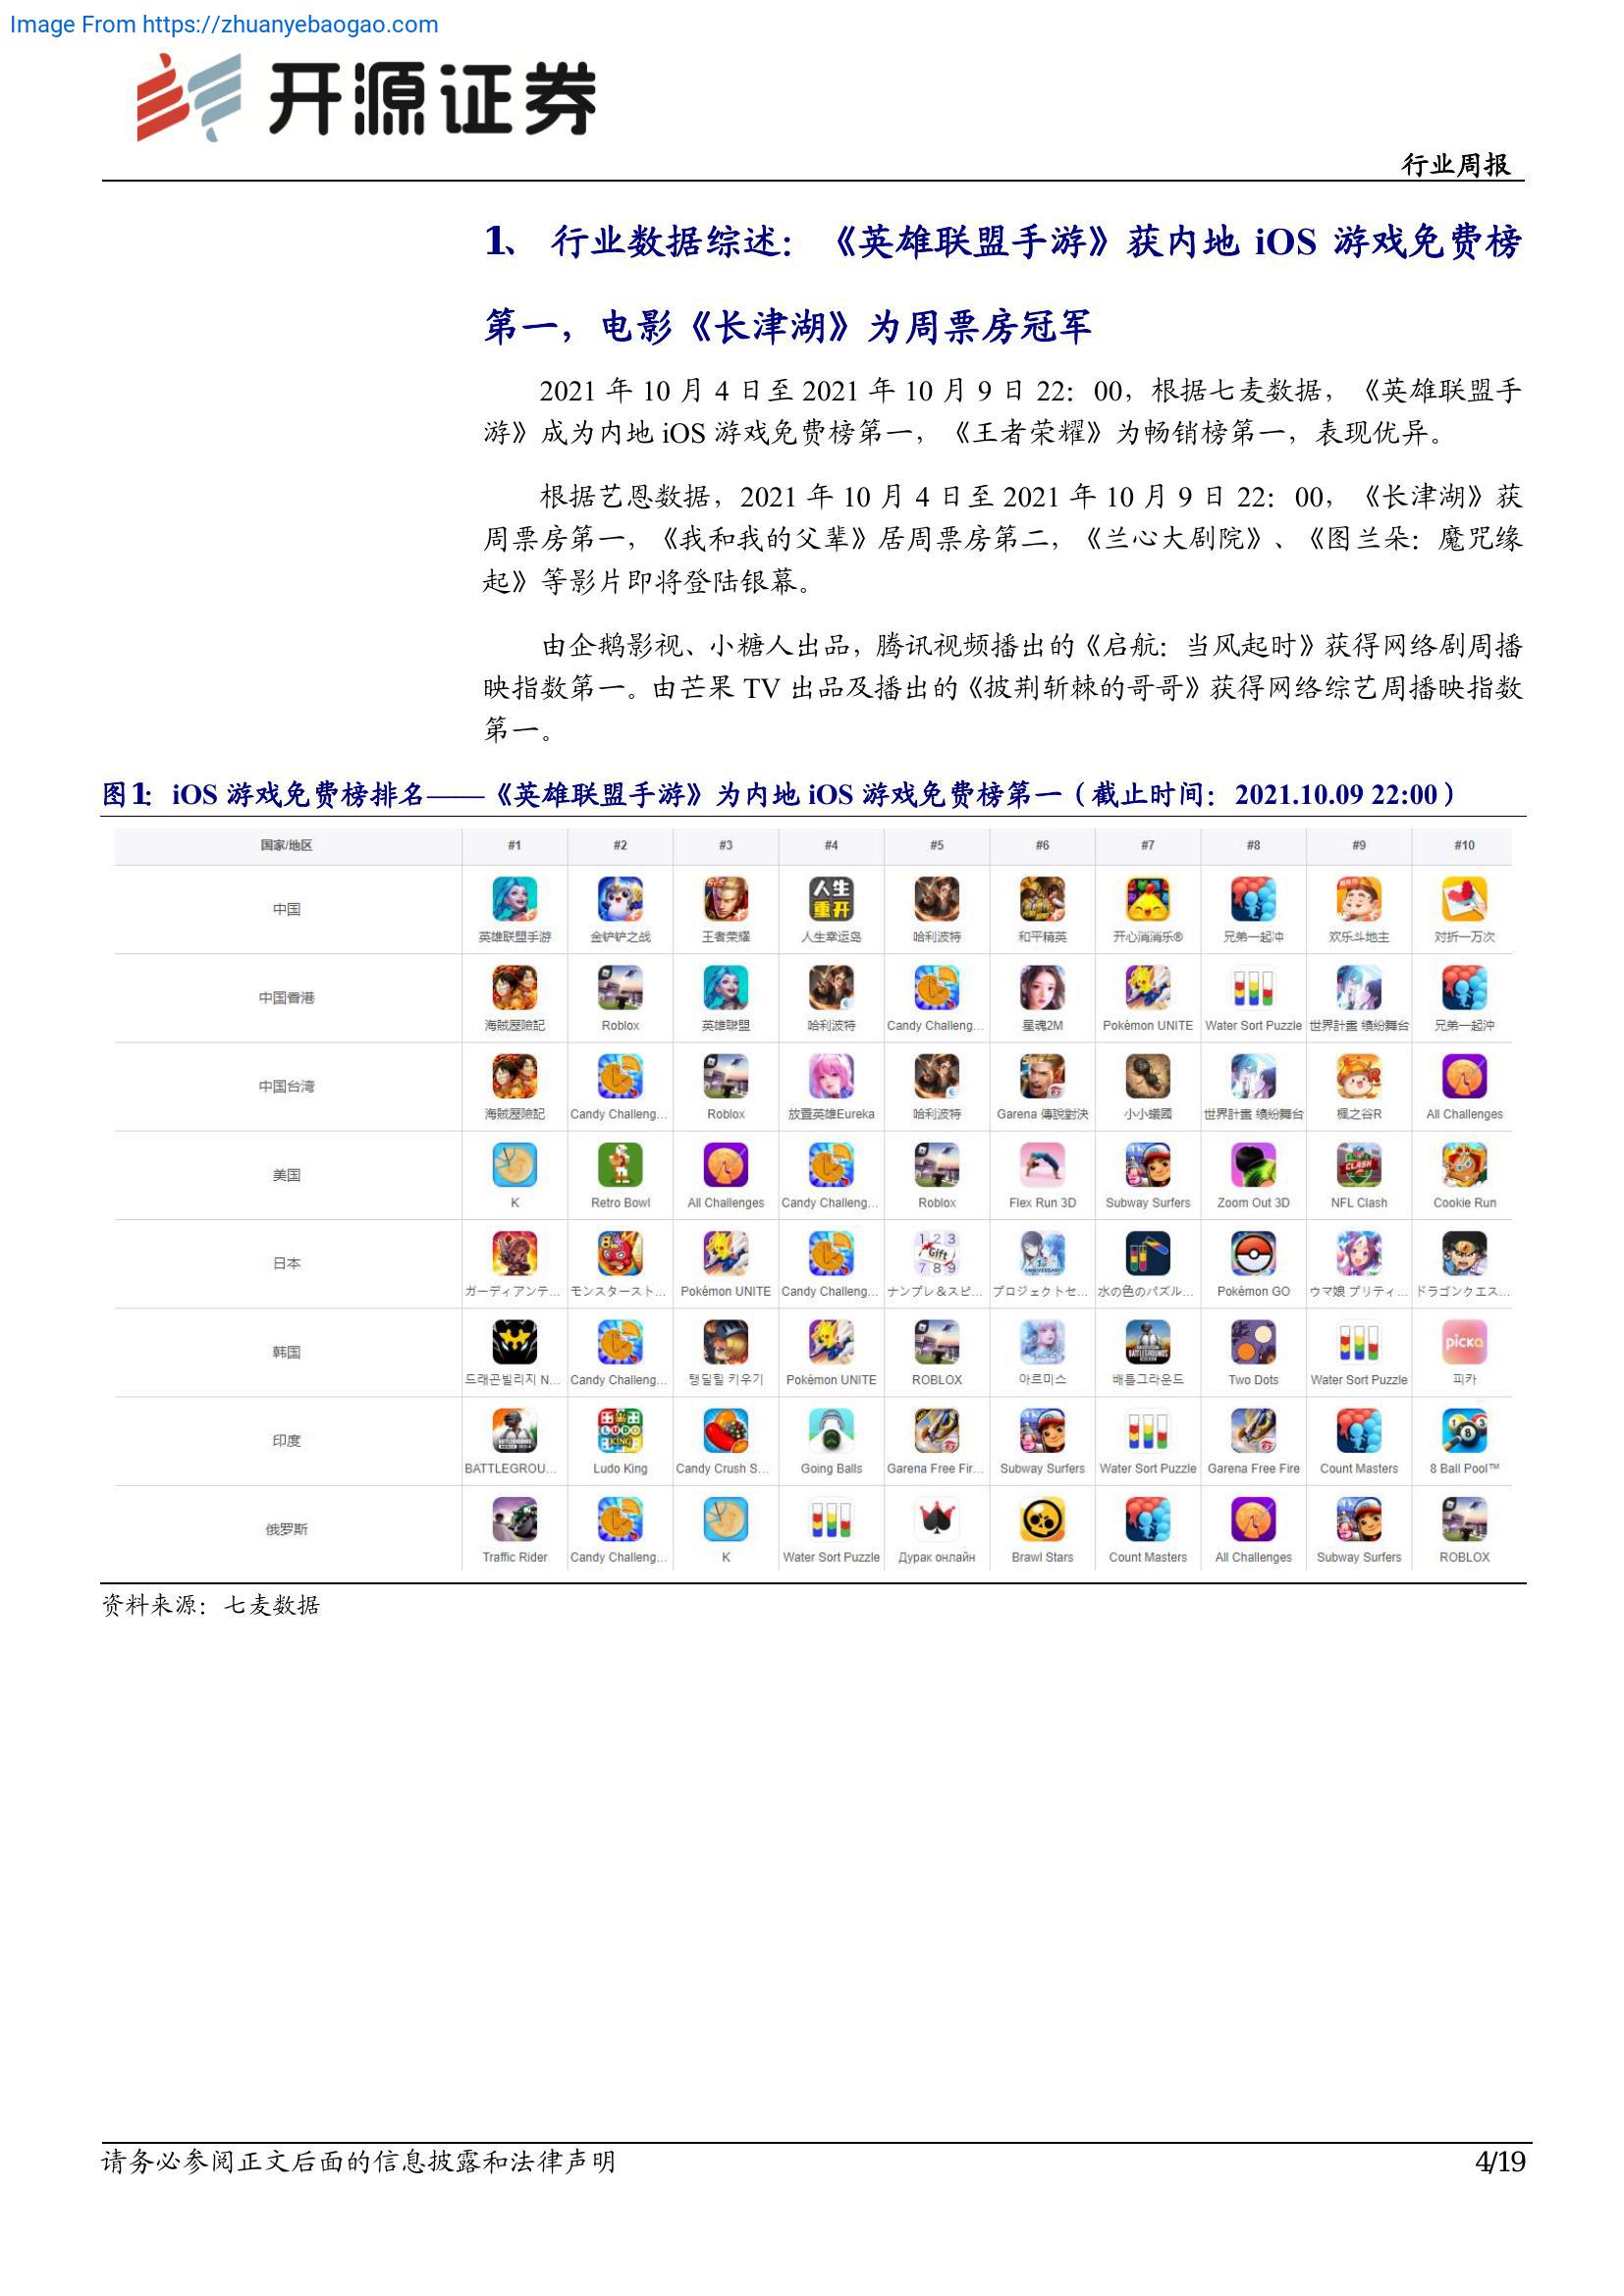 Image From https://zhuanyebaogao.com
开源证券
行业周报
1、 行业数据综述：《英雄联盟手游》获内地 iOS 游戏免费榜
第一，电影《长津湖》为周票房冠军
2021 年 10 月 4 日至 2021 年 10 月 9 日 22：00，根据七麦数据，《英雄联盟手
游》成为内地 iOS 游戏免费榜第一，《王者荣耀》为畅销榜第一，表现优异。
根据艺恩数据，2021 年 10 月 4 日至 2021 年 10 月 9 日 22：00，《长津湖》获
周票房第一，《我和我的父辈》居周票房第二，《兰心大剧院》、《图兰朵：魔咒缘
起》等影片即将登陆银幕。
由企鹅影视、小糖人出品，腾讯视频播出的《启航：当风起时》获得网络剧周播
映指数第一。由芒果 TV 出品及播出的《披荆斩棘的哥哥》获得网络综艺周播映指数
第一。
图1： iOS 游戏免费榜排名——《英雄联盟手游》为内地 iOS 游戏免费榜第一（截止时间：2021.10.09 22:00）
国家/地区 #1 #2 #3 #4 #5 #6 #7 #8 #9 #10
人生
重开
中国
英雄联盟手游 金铲铲之战 王者荣耀 人生幸运岛 哈利波特 和平精英 开心消消乐® 兄弟一起冲 欢乐斗地主 对折一万次
中国香港
海賊歷險記 Roblox 英雄聯盟 哈利波特 Candy Challeng... 星魂2M Pokémon UNITE Water Sort Puzzle 世界計畫 繽紛舞台 兄弟一起沖
中国台湾
海賊歷險記 Candy Challeng... Roblox 放置英雄Eureka 哈利波特 Garena 傳說對決 小小蟻國 世界計畫 繽紛舞台 楓之谷R All Challenges
美国
K Retro Bowl All Challenges Candy Challeng... Roblox Flex Run 3D Subway Surfers Zoom Out 3D NFL Clash Cookie Run
日本
ガーディアンテ... モンスタースト... Pokémon UNITE Candy Challeng... ナンプレ＆スピ... プロジェクトセ... 水の色のパズル... Pokémon GO ウマ娘 プリティ... ドラゴンクエス...
韩国
드래곤빌리지 N... Candy Challeng... 탱딜힐 키우기 Pokémon UNITE ROBLOX 아르미스 배틀그라운드 Two Dots Water Sort Puzzle 피카
印度
BATTLEGROU... Ludo King Candy Crush S... Going Balls Garena Free Fir... Subway Surfers Water Sort Puzzle Garena Free Fire Count Masters 8 Ball Pool™
俄罗斯
Traffic Rider Candy Challeng... K Water Sort Puzzle Дурак онлайн Brawl Stars Count Masters All Challenges Subway Surfers ROBLOX
资料来源：七麦数据
请务必参阅正文后面的信息披露和法律声明
4/19